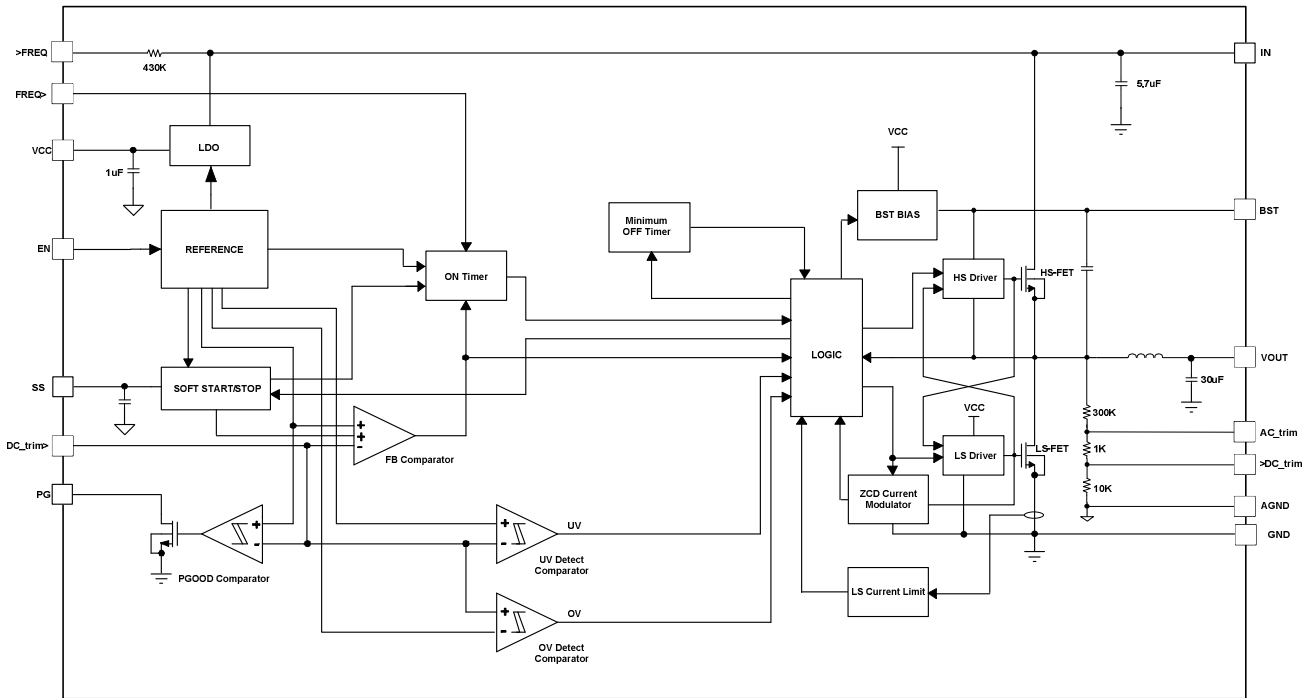 >FREQ
430K
IN
5.7uF
FREQ>
VCC
LDO
1uF
VCC
EN
REFERENCE
ON Timer
Minimum
OFF Timer
BST BIAS
BST
HS Driver
HS-FET
LOGIC
VOUT
30uF
SS
SOFT START/STOP
+
+
-
FB Comparator
DC_trim>
VCC
LS Driver
LS-FET
300K
AC_trim
1K
>DC_trim
10K
AGND
GND
PG
+
-
PGOOD Comparator
+
-
UV
UV Detect
Comparator
ZCD Current
Modulator
LS Current Limit
+
-
OV
OV Detect
Comparator